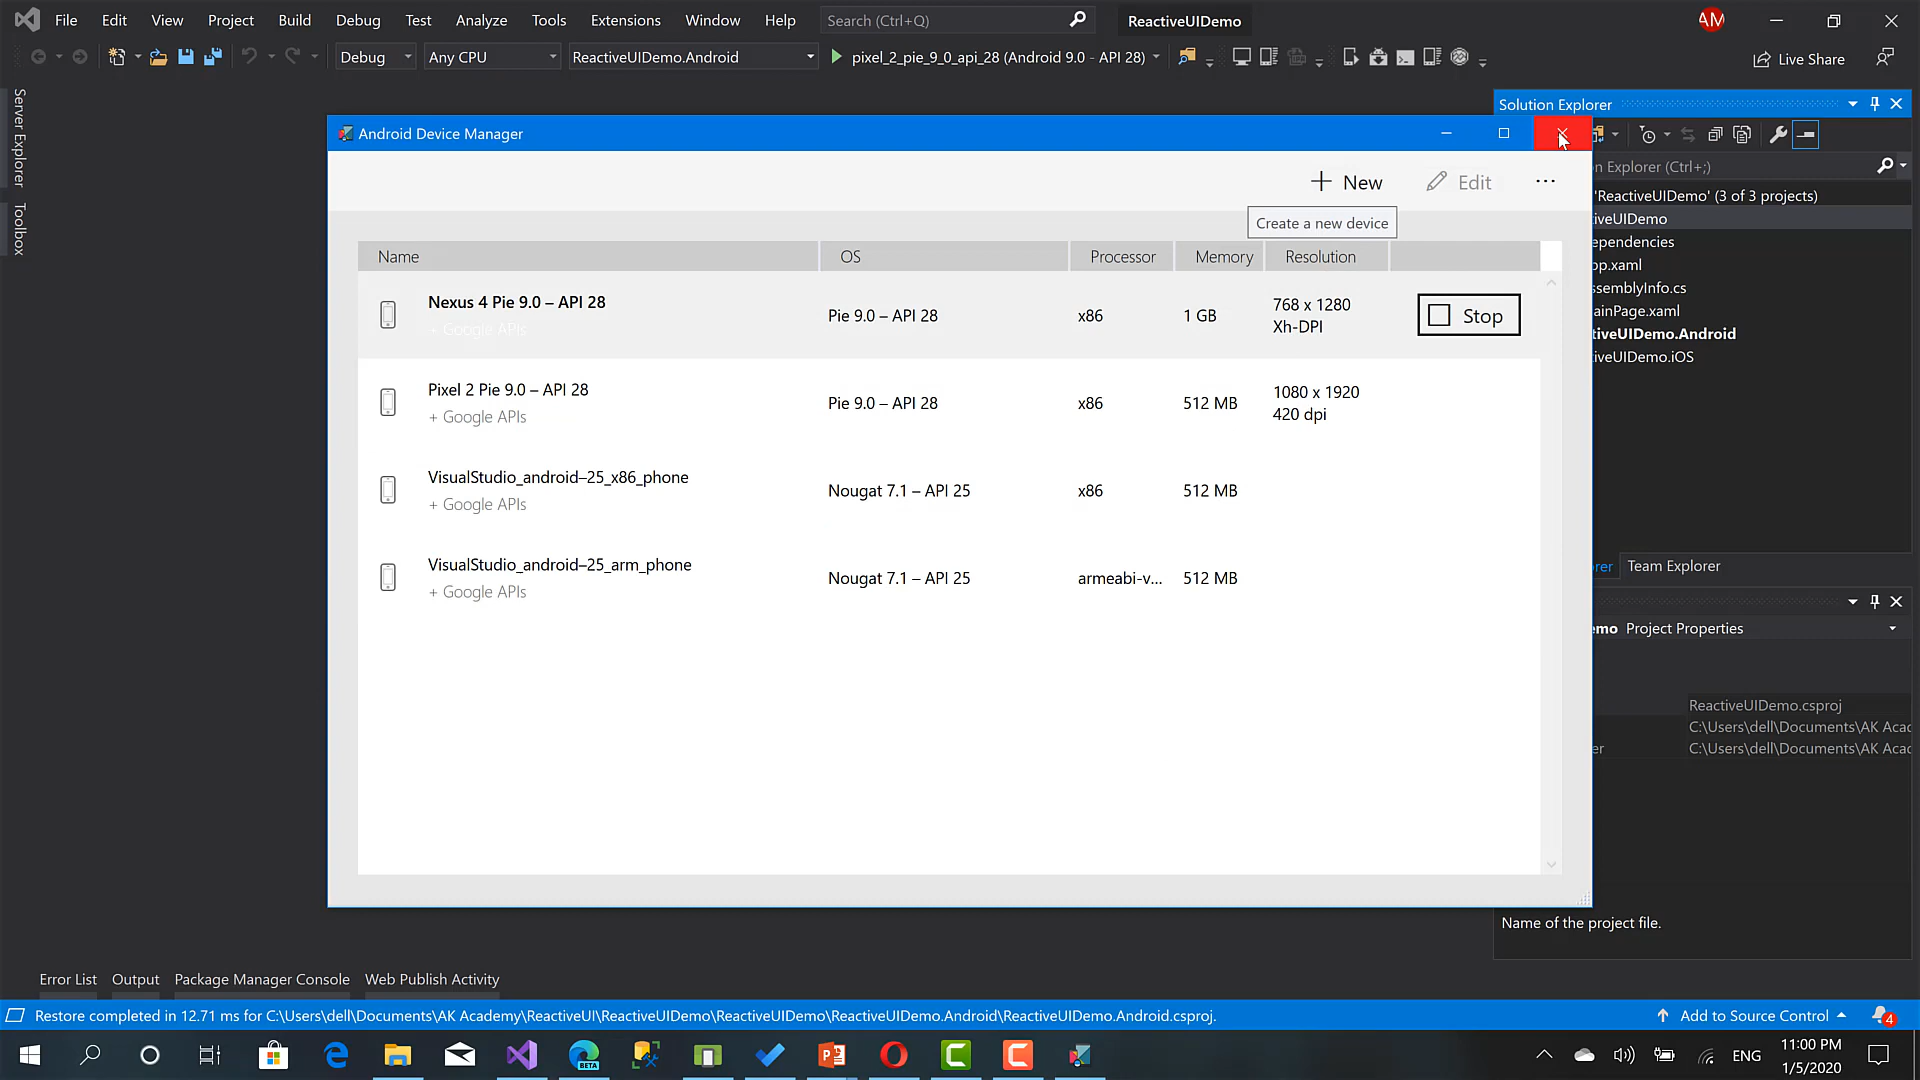 File Edit View Project Build Debug Test Analyze Tools Extensions Window Help Search (Ctrl+Q) ReactiveUIDemo AM
Debug Any CPU ReactiveUIDemo.Android pixel_2_pie_9_0_api_28 (Android 9.0 - API 28) Live Share
Server Explorer
Toolbox
Solution Explorer
Android Device Manager
n Explorer (Ctrl+;)
New Edit ...
'ReactiveUIDemo' (3 of 3 projects)
Create a new device
iveUIDemo
ependencies
Name OS Processor Memory Resolution
pp.xaml
ssemblyInfo.cs
Nexus 4 Pie 9.0 – API 28
+ Google APIs
Pie 9.0 – API 28 x86 1 GB 768 x 1280
Xh-DPI
Stop
ainPage.xaml
tiveUIDemo.Android
iveUIDemo.iOS
Pixel 2 Pie 9.0 – API 28
+ Google APIs
Pie 9.0 – API 28 x86 512 MB 1080 x 1920
420 dpi
VisualStudio_android–25_x86_phone
+ Google APIs
Nougat 7.1 – API 25 x86 512 MB
VisualStudio_android–25_arm_phone
+ Google APIs
Nougat 7.1 – API 25 armeabi-v... 512 MB
rer Team Explorer
emo Project Properties
ReactiveUIDemo.csproj
C:\Users\dell\Documents\AK Acac
er C:\Users\dell\Documents\AK Acac
Name of the project file.
Error List Output Package Manager Console Web Publish Activity
Restore completed in 12.71 ms for C:\Users\dell\Documents\AK Academy\ReactiveUI\ReactiveUIDemo\ReactiveUIDemo\ReactiveUIDemo.Android\ReactiveUIDemo.Android.csproj.
Add to Source Control 4
BETA
ENG
11:00 PM
1/5/2020